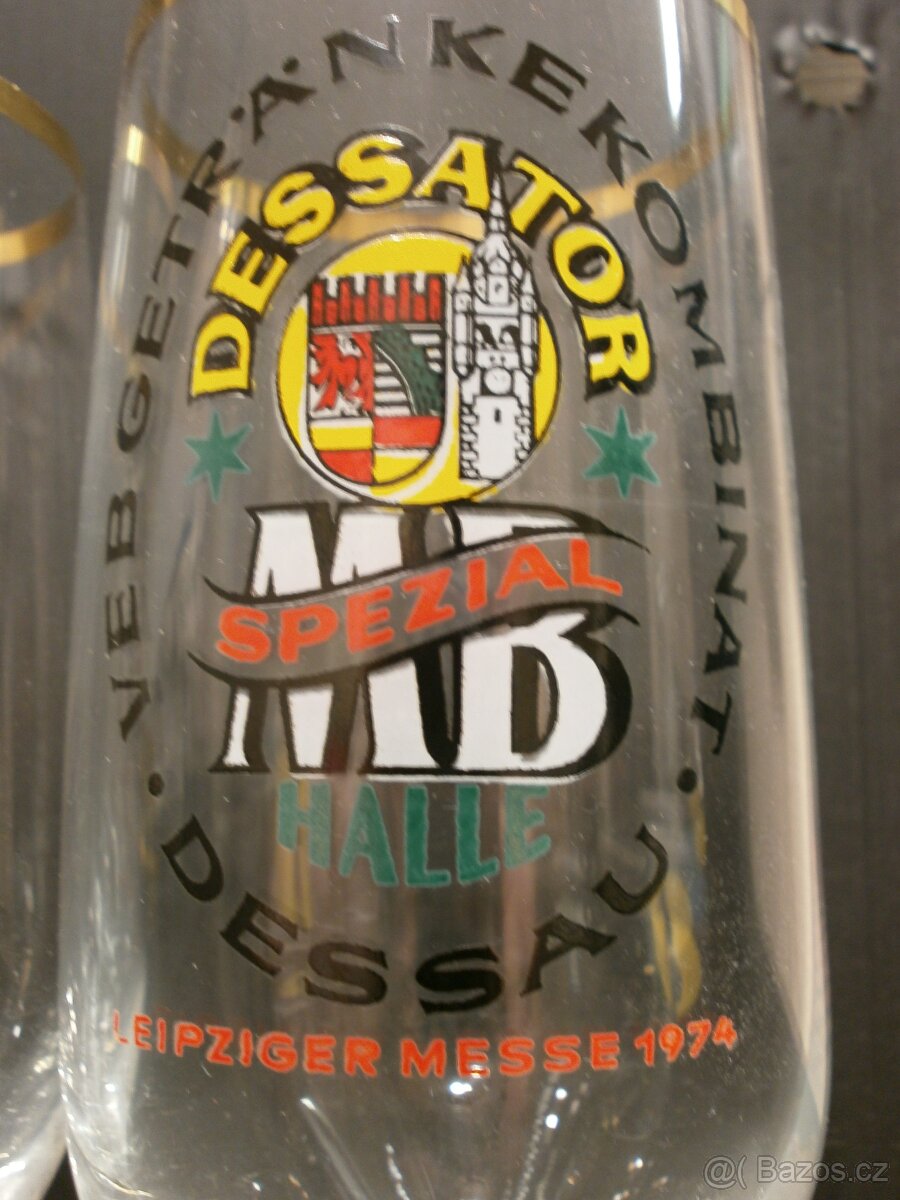 VEB GETRÄNKEKOMBINAT
DESSATOR
MB
SPEZIAL
HALLE
• DESSAU •
LEIPZIGER MESSE 1974
@( Bazos.cz